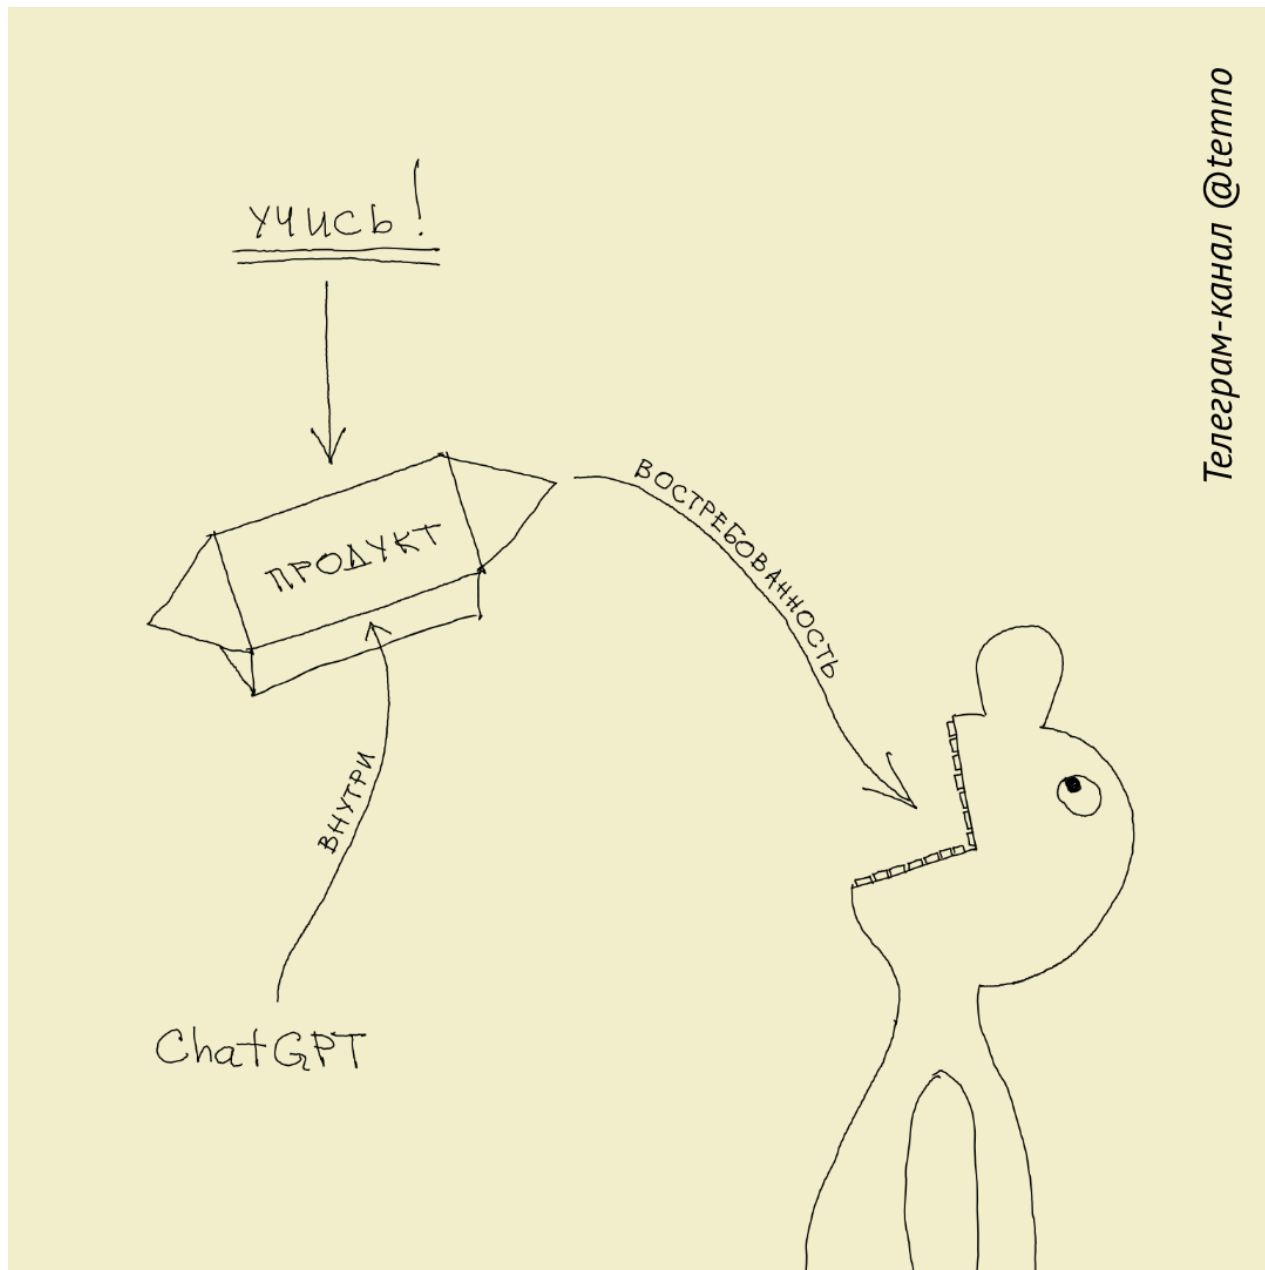 УЧИСЬ!
ПРОДУКТ
ВОСТРЕБОВАННОСТЬ
ВНУТРИ
ChatGPT
Телеграм-канал @temno